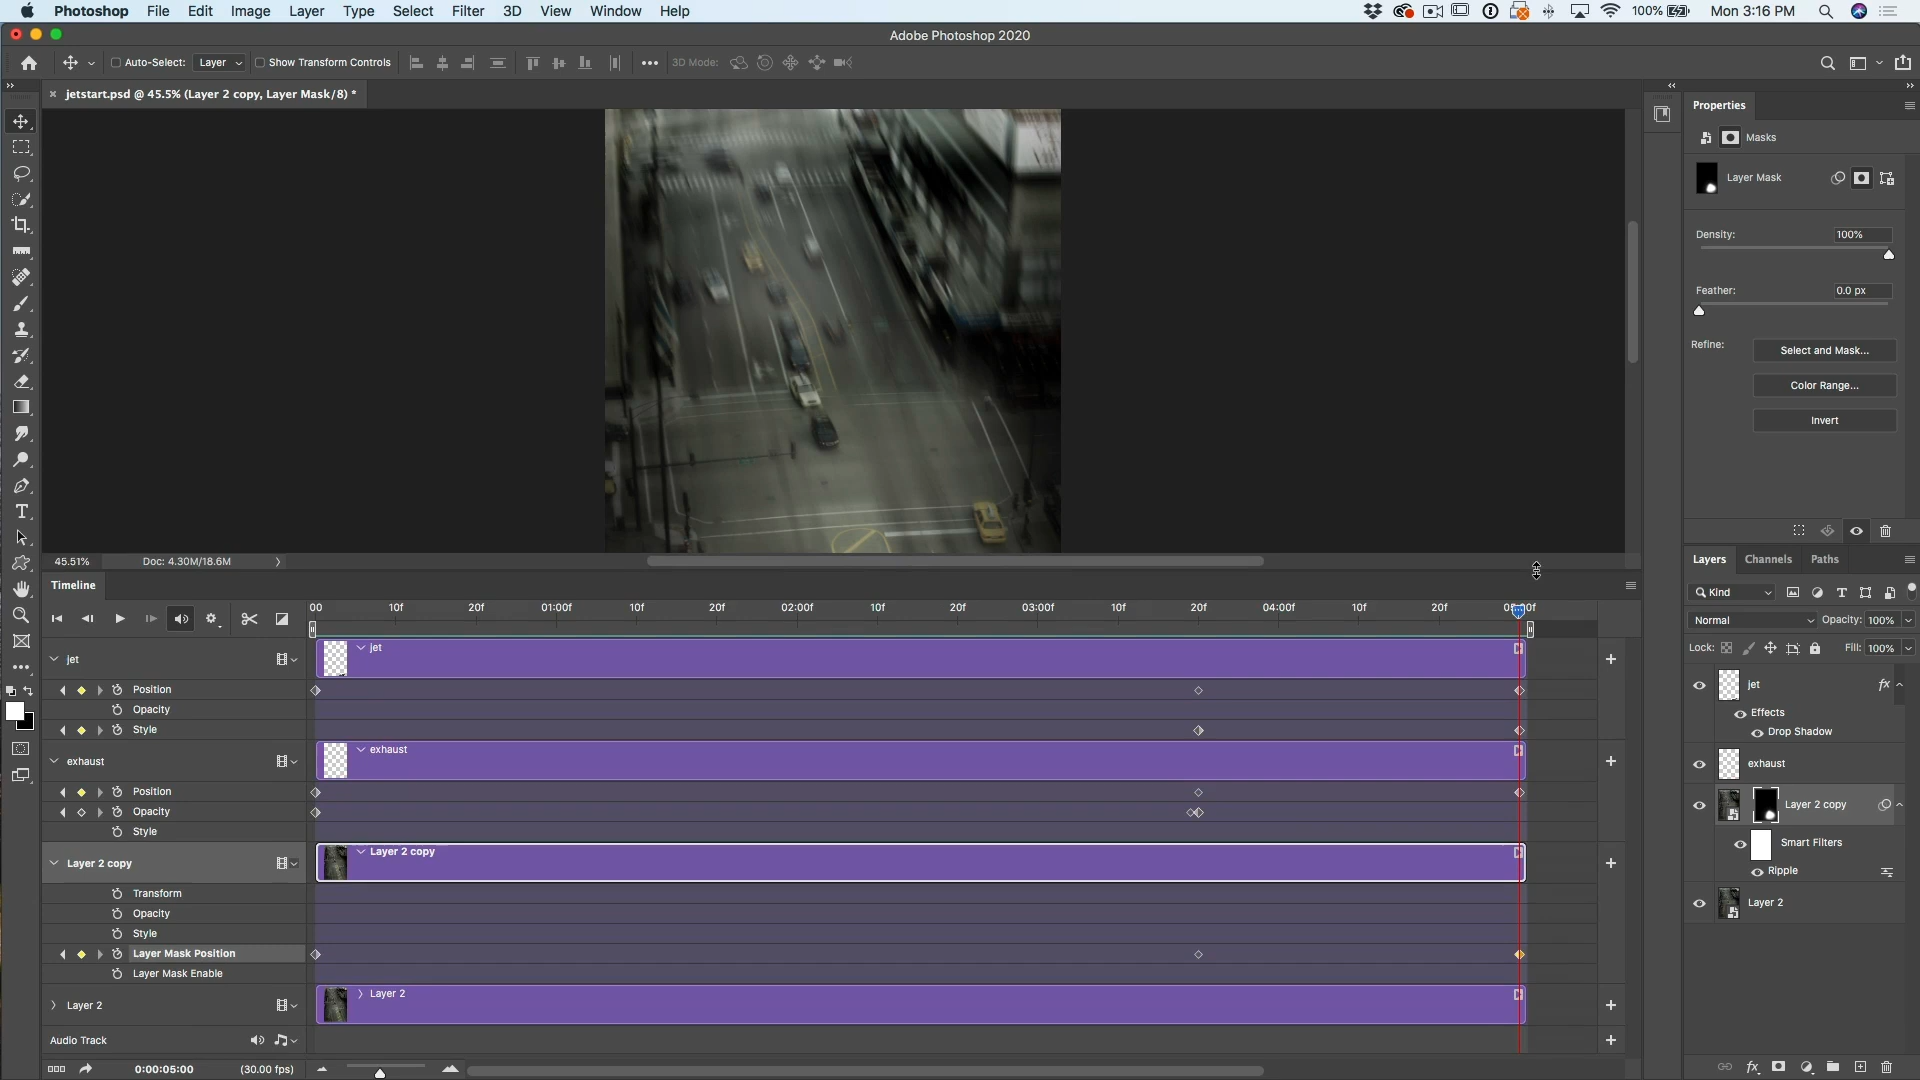 Photoshop File Edit Image Layer Type Select Filter 3D View Window Help 100% Mon 3:16 PM
Adobe Photoshop 2020
Auto-Select: Layer Show Transform Controls 3D Mode:
jetstart.psd @ 45.5% (Layer 2 copy, Layer Mask/8) *
Properties
Masks
Layer Mask
Density: 100%
Feather: 0.0 px
Refine: Select and Mask...
Color Range...
Invert
45.51% Doc: 4.30M/18.6M
Layers Channels Paths
Timeline
Kind
00 10f 20f 01:00f 10f 20f 02:00f 10f 20f 03:00f 10f 20f 04:00f 10f 20f
Normal Opacity: 100%
Lock: Fill: 100%
jet jet
Position
Opacity
Style
exhaust exhaust
Position
Opacity
Style
Layer 2 copy Layer 2 copy
Transform
Opacity
Style
Layer Mask Position
Layer Mask Enable
Layer 2 Layer 2
Audio Track
0:00:05:00 (30.00 fps)
jet fx
Effects
Drop Shadow
exhaust
Layer 2 copy
Smart Filters
Ripple
Layer 2
fx